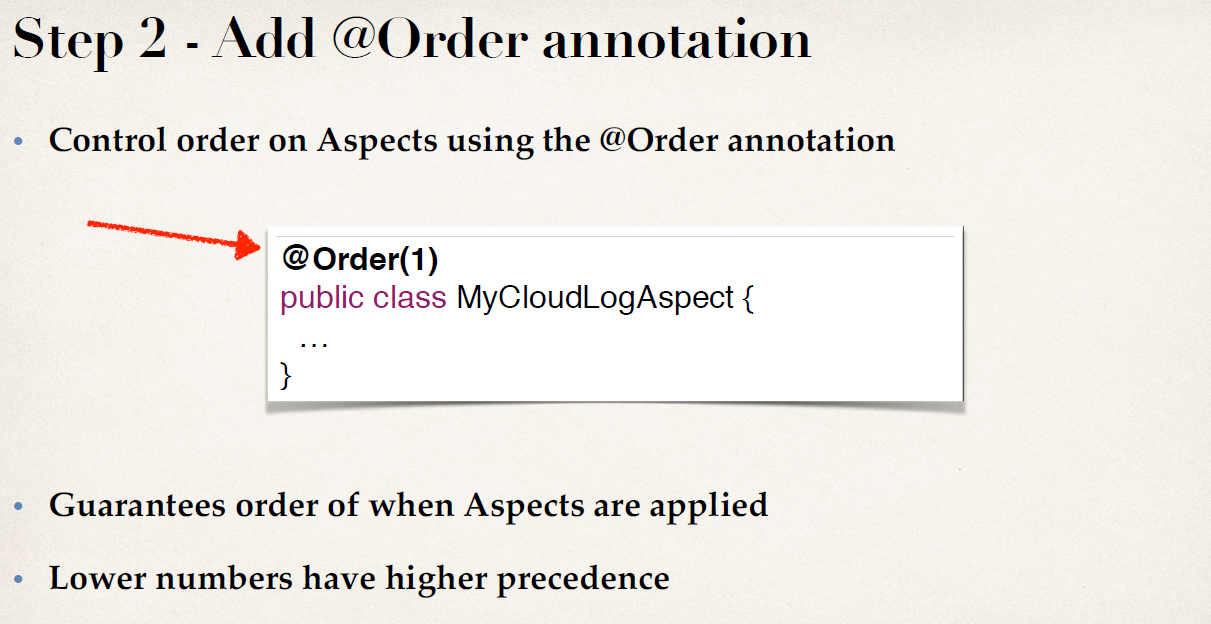 Step 2 - Add @Order annotation
• Control order on Aspects using the @Order annotation
@Order(1)
public class MyCloudLogAspect {
...
}
• Guarantees order of when Aspects are applied
• Lower numbers have higher precedence